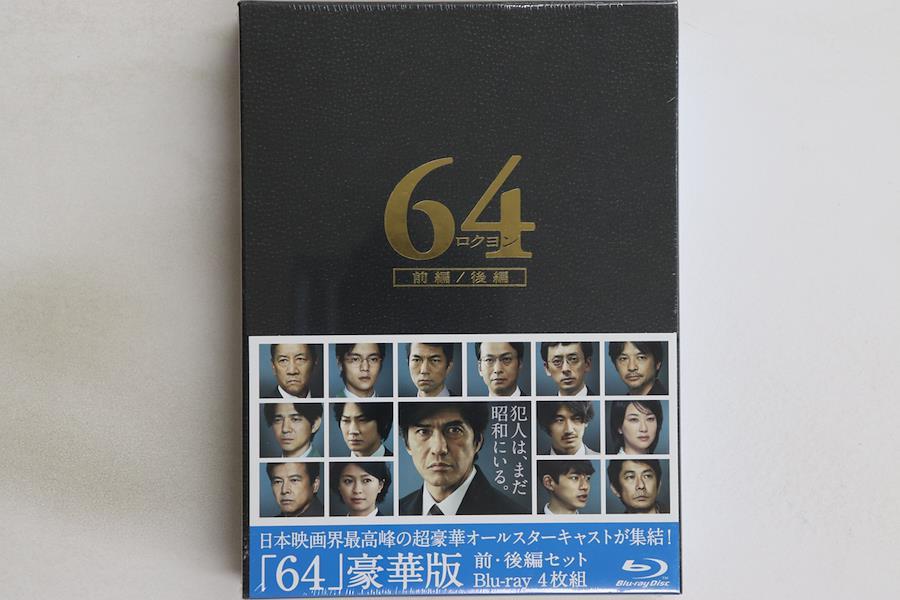 64
ロクヨン
前編/後編
犯人は、まだ
昭和にいる。
日本映画界最高峰の超豪華オールスターキャストが集結!
「64」豪華版 前・後編セット
Blu-ray 4枚組
Blu-ray Disc